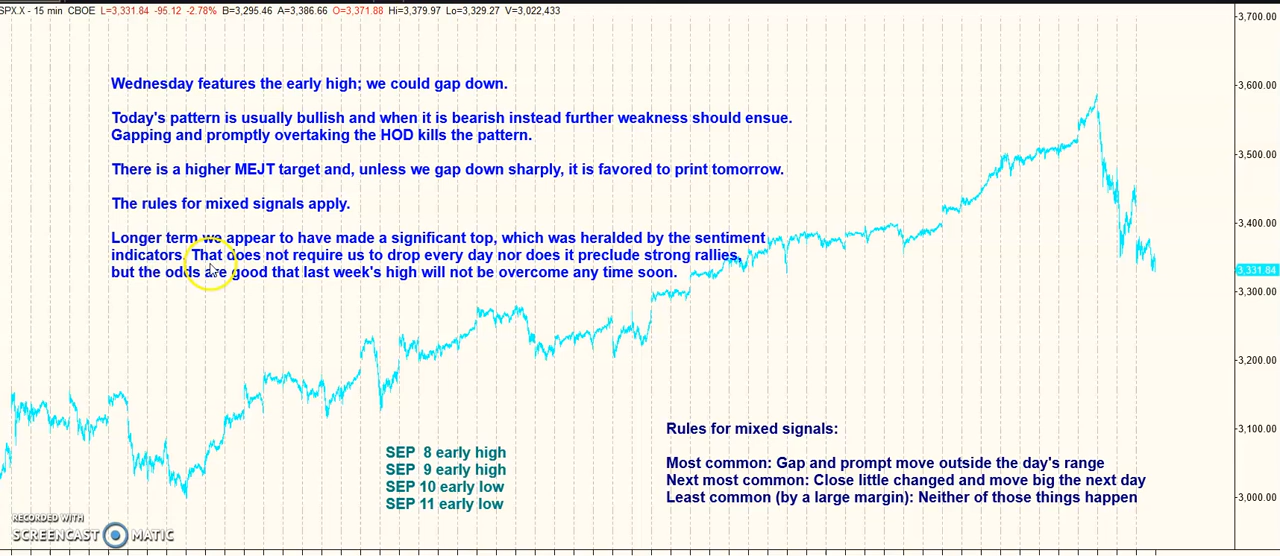 SPX.X - 15 min CBOE L=3,331.84 -95.12 -2.78% B=3,295.46 A=3,386.66 O=3,371.88 Hi=3,379.97 Lo=3,329.27 V=3,022,433
3,700.00
Wednesday features the early high; we could gap down.
3,600.00
Today's pattern is usually bullish and when it is bearish instead further weakness should ensue.
Gapping and promptly overtaking the HOD kills the pattern.
3,500.00
There is a higher MEJT target and, unless we gap down sharply, it is favored to print tomorrow.
The rules for mixed signals apply.
3,400.00
Longer term we appear to have made a significant top, which was heralded by the sentiment
indicators. That does not require us to drop every day nor does it preclude strong rallies,
but the odds are good that last week's high will not be overcome any time soon.
3,331.84
3,300.00
3,200.00
3,100.00
Rules for mixed signals:
SEP 8 early high
SEP 9 early high
SEP 10 early low
SEP 11 early low
Most common: Gap and prompt move outside the day's range
Next most common: Close little changed and move big the next day
Least common (by a large margin): Neither of those things happen
3,000.00
RECORDED WITH
SCREENCAST MATIC